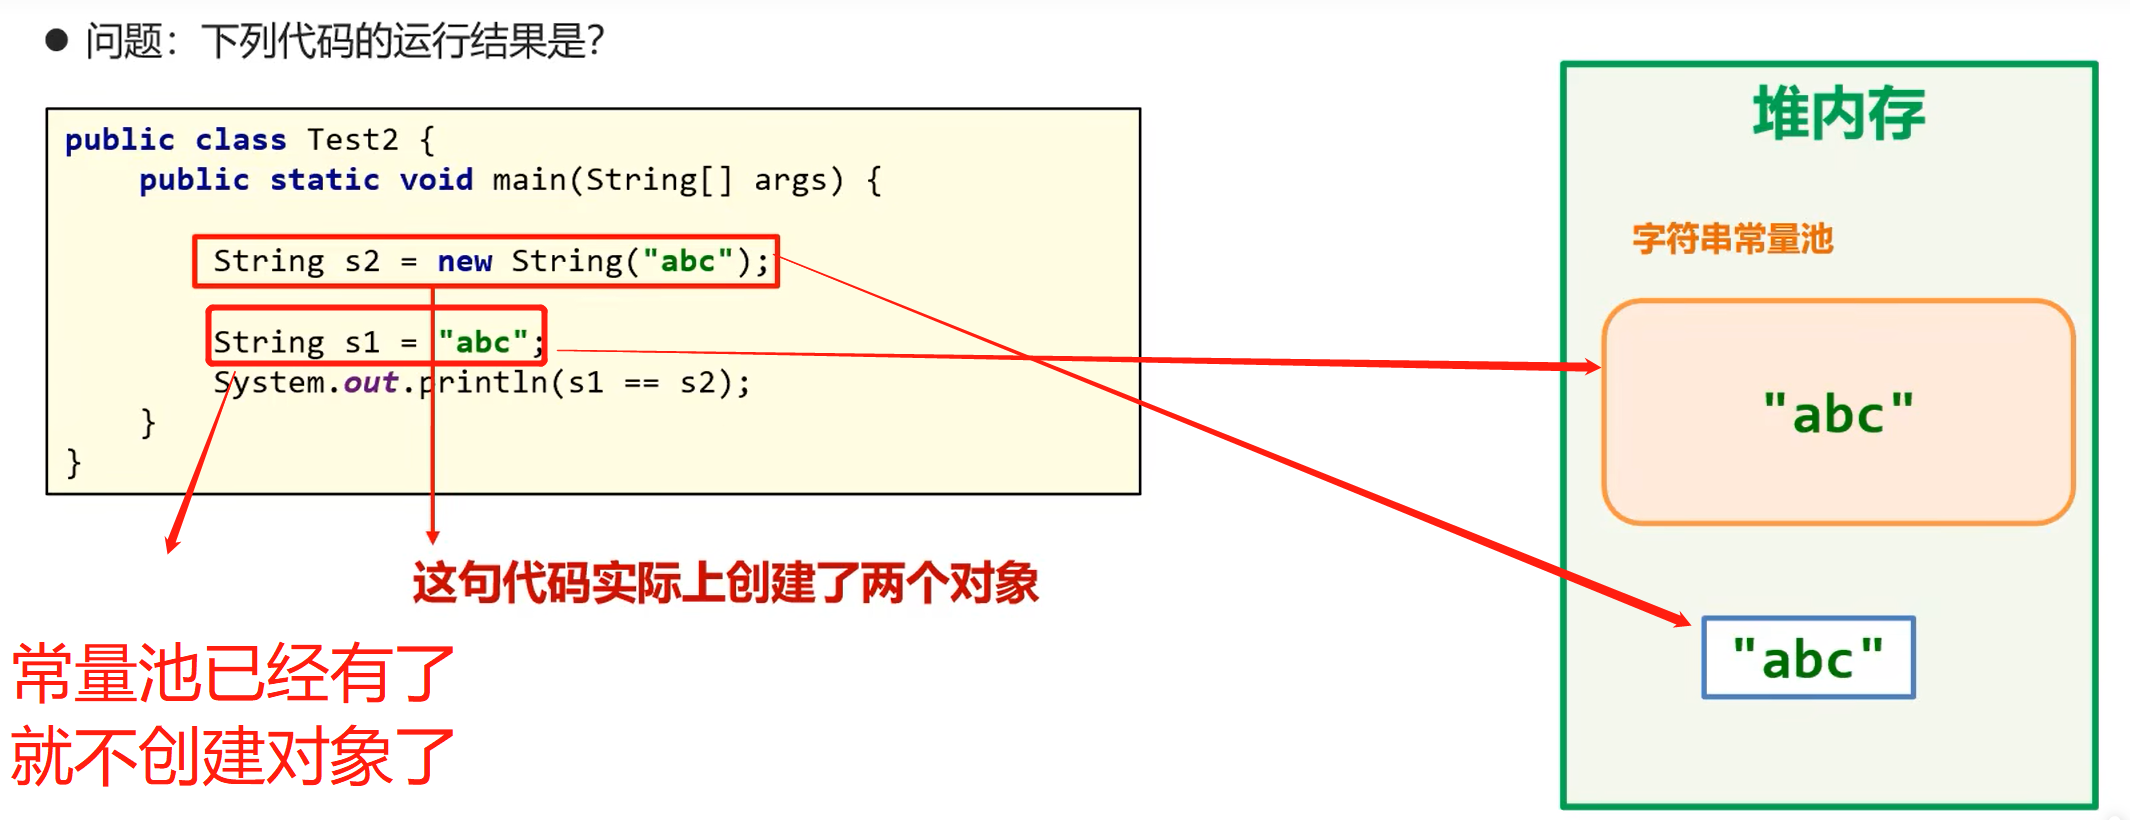 ● 问题：下列代码的运行结果是？
public class Test2 {
public static void main(String[] args) {
String s2 = new String("abc");
String s1 = "abc";
System.out.println(s1 == s2);
}
}
这句代码实际上创建了两个对象
常量池已经有了
就不创建对象了
堆内存
字符串常量池
"abc"
"abc"